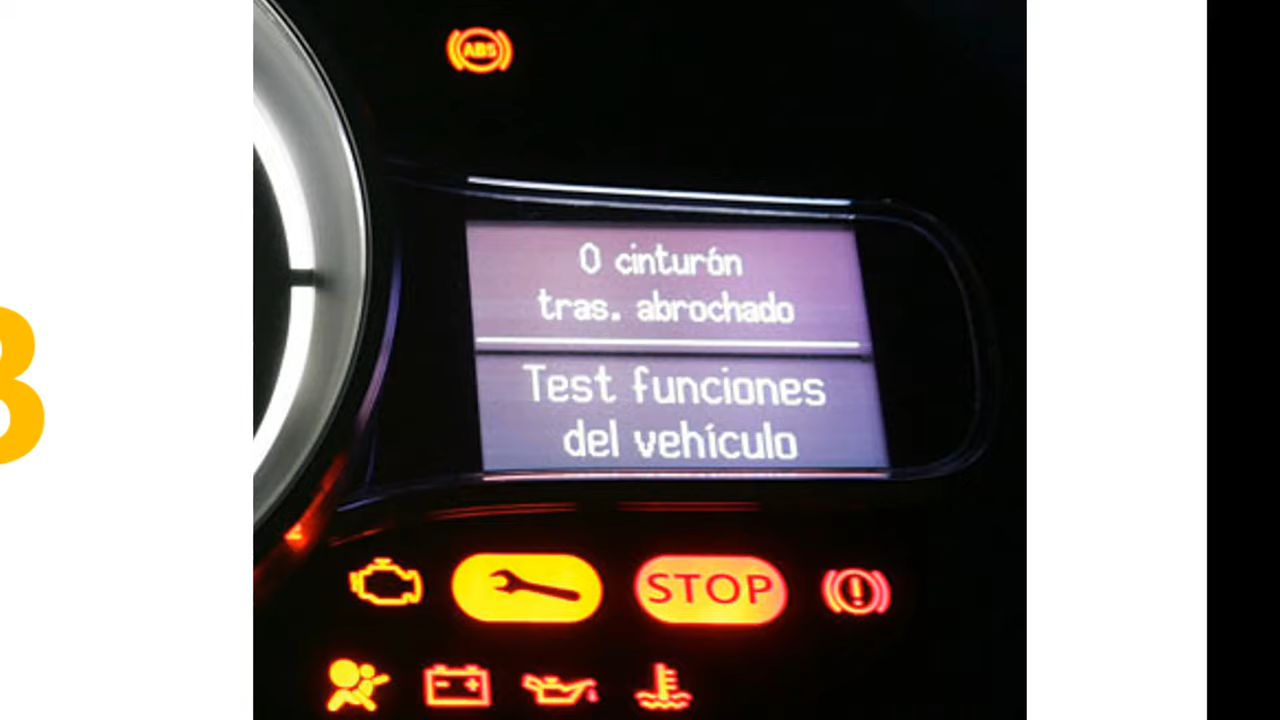 ABS
0 cinturón
tras. abrochado
Test funciones
del vehículo
STOP